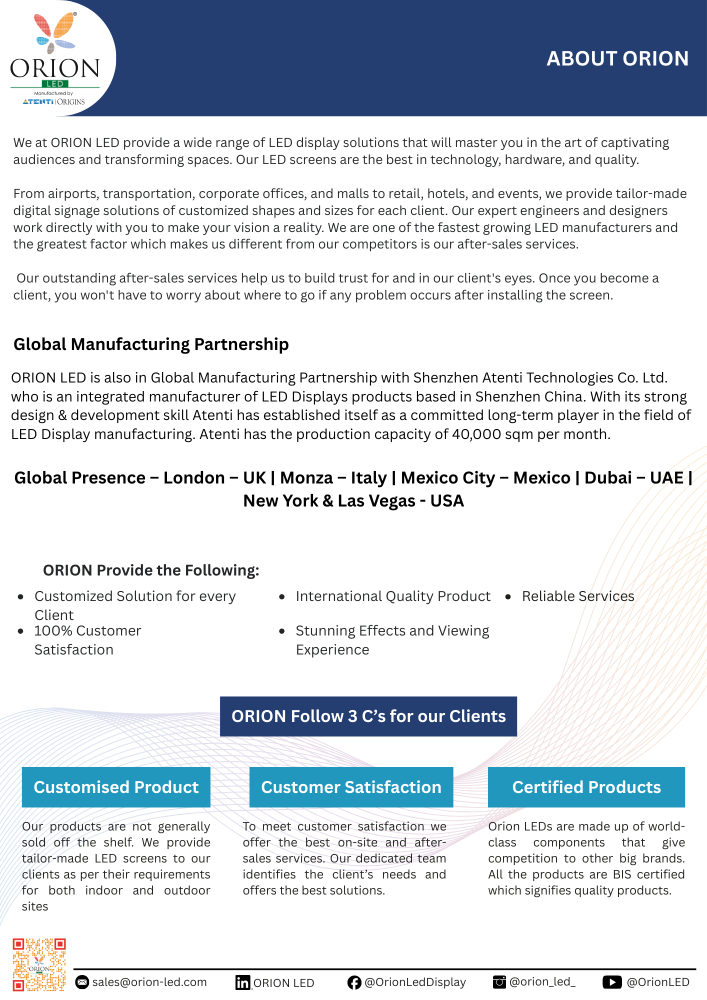 ®
ORION
LED
Manufactured by
ATENTI | ORIGINS
ABOUT ORION
We at ORION LED provide a wide range of LED display solutions that will master you in the art of captivating
audiences and transforming spaces. Our LED screens are the best in technology, hardware, and quality.
From airports, transportation, corporate offices, and malls to retail, hotels, and events, we provide tailor-made
digital signage solutions of customized shapes and sizes for each client. Our expert engineers and designers
work directly with you to make your vision a reality. We are one of the fastest growing LED manufacturers and
the greatest factor which makes us different from our competitors is our after-sales services.
Our outstanding after-sales services help us to build trust for and in our client's eyes. Once you become a
client, you won't have to worry about where to go if any problem occurs after installing the screen.
Global Manufacturing Partnership
ORION LED is also in Global Manufacturing Partnership with Shenzhen Atenti Technologies Co. Ltd.
who is an integrated manufacturer of LED Displays products based in Shenzhen China. With its strong
design & development skill Atenti has established itself as a committed long-term player in the field of
LED Display manufacturing. Atenti has the production capacity of 40,000 sqm per month.
Global Presence – London – UK | Monza – Italy | Mexico City – Mexico | Dubai – UAE |
New York & Las Vegas - USA
ORION Provide the Following:
• Customized Solution for every
Client
• 100% Customer
Satisfaction
• International Quality Product
• Stunning Effects and Viewing
Experience
• Reliable Services
ORION Follow 3 C’s for our Clients
Customised Product
Our products are not generally
sold off the shelf. We provide
tailor-made LED screens to our
clients as per their requirements
for both indoor and outdoor
sites
Customer Satisfaction
To meet customer satisfaction we
offer the best on-site and after-
sales services. Our dedicated team
identifies the client’s needs and
offers the best solutions.
Certified Products
Orion LEDs are made up of world-
class components that give
competition to other big brands.
All the products are BIS certified
which signifies quality products.
ORION
sales@orion-led.com
in ORION LED
@OrionLedDisplay
@orion_led_
@OrionLED